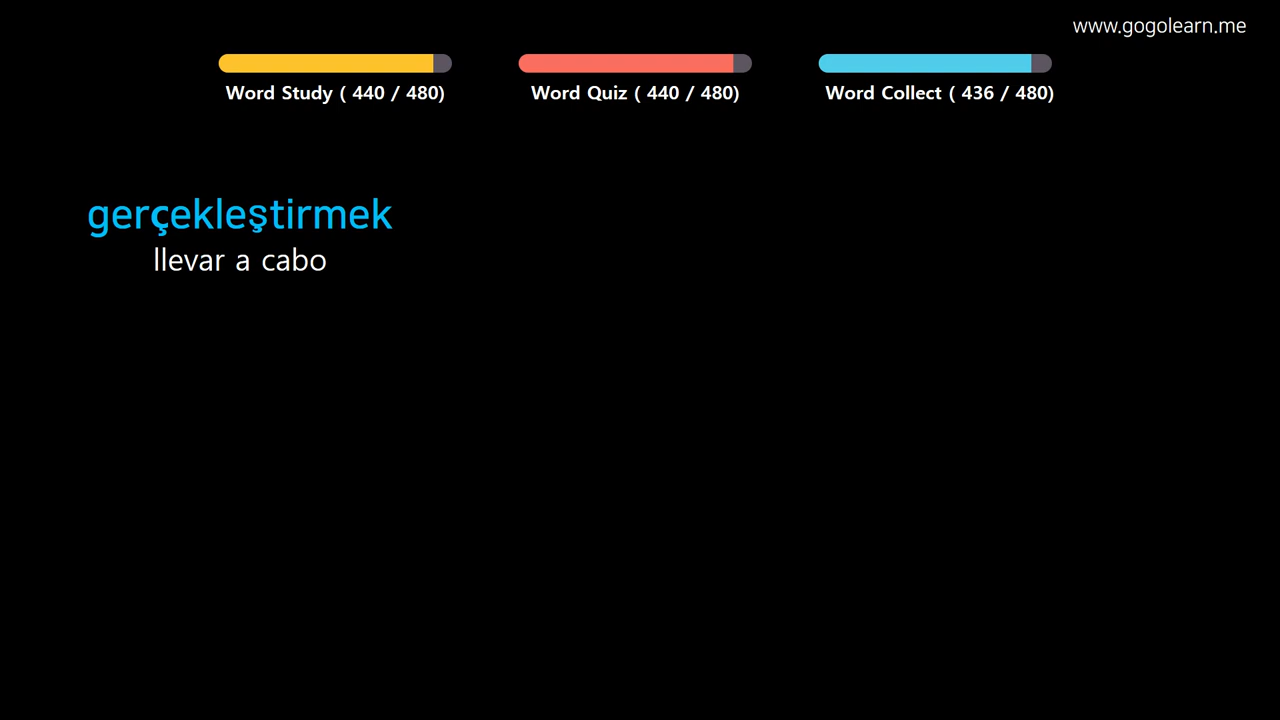 www.gogolearn.me
Word Study ( 440 / 480)
Word Quiz ( 440 / 480)
Word Collect ( 436 / 480)
gerçekleştirmek
llevar a cabo